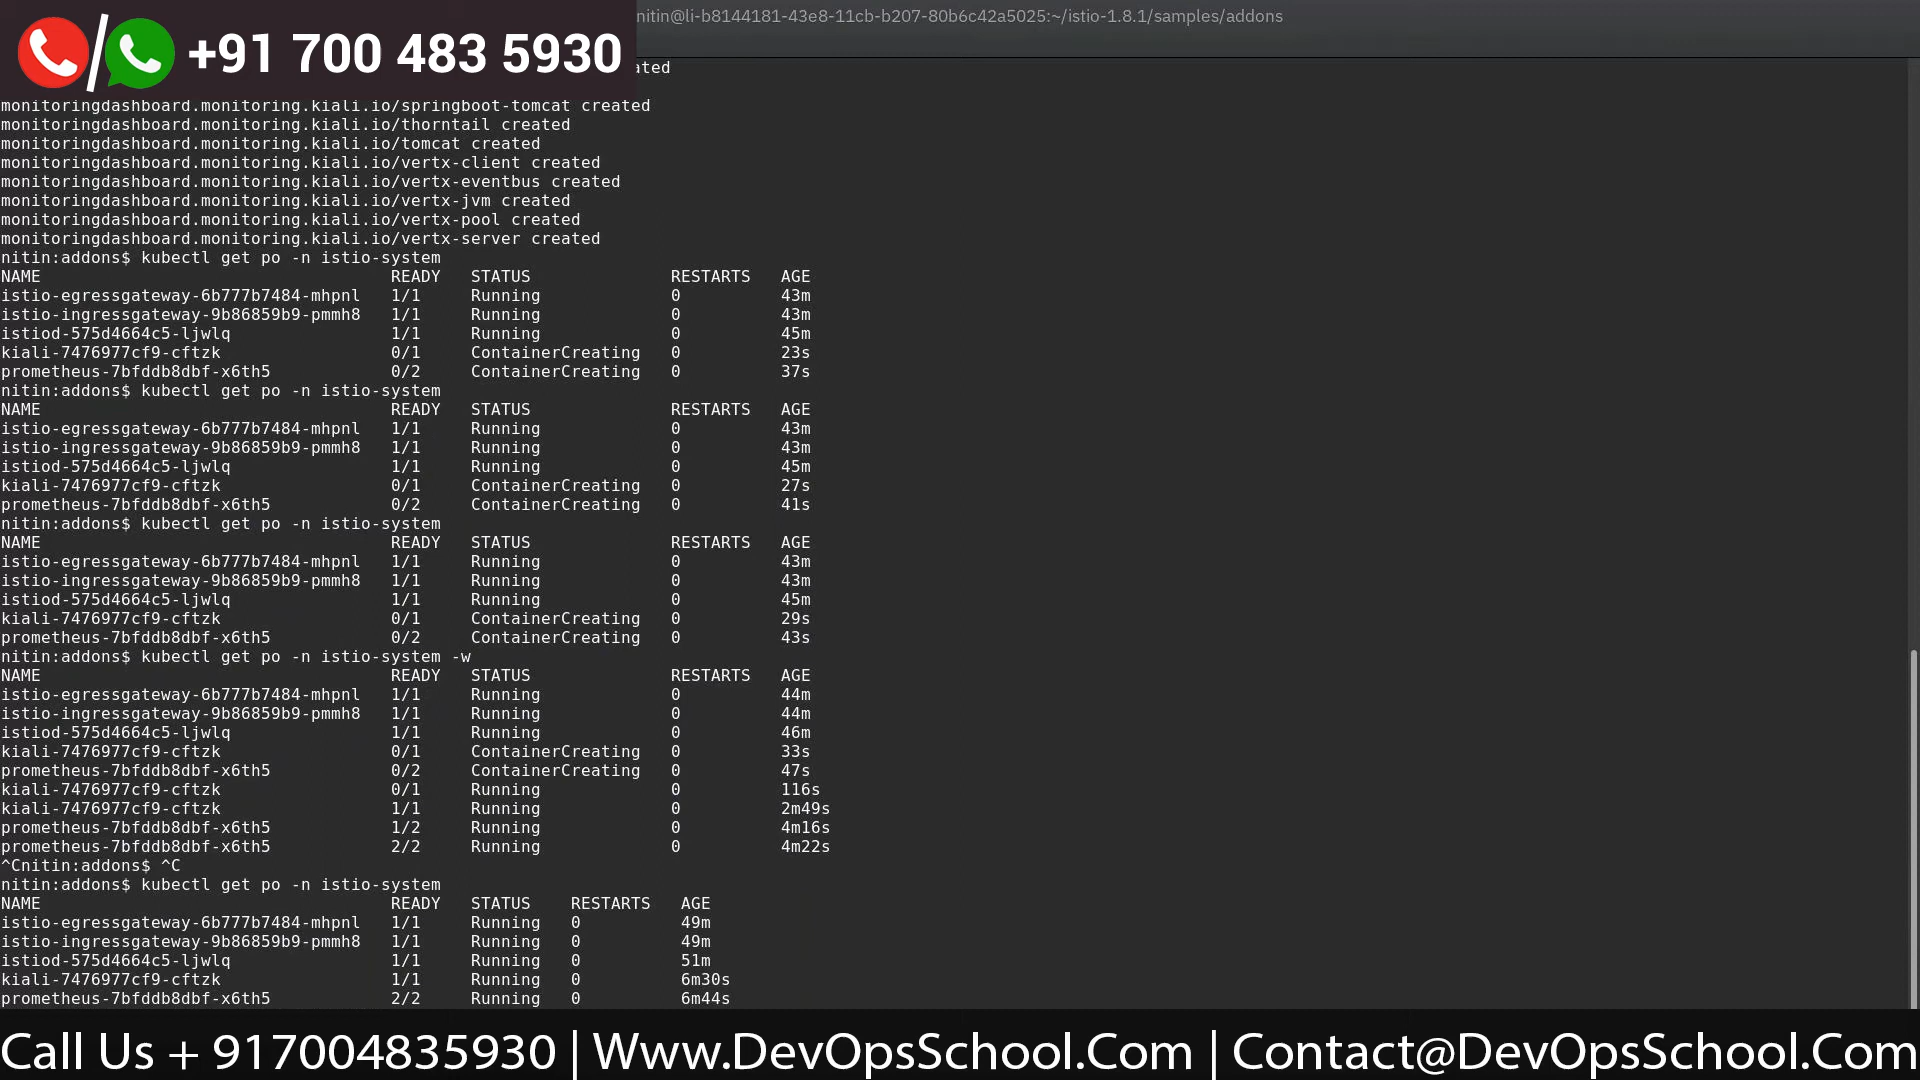 nitin@li-b8144181-43e8-11cb-b207-80b6c42a5025:~/istio-1.8.1/samples/addons
+91 700 483 5930
ated
monitoringdashboard.monitoring.kiali.io/springboot-tomcat created
monitoringdashboard.monitoring.kiali.io/thorntail created
monitoringdashboard.monitoring.kiali.io/tomcat created
monitoringdashboard.monitoring.kiali.io/vertx-client created
monitoringdashboard.monitoring.kiali.io/vertx-eventbus created
monitoringdashboard.monitoring.kiali.io/vertx-jvm created
monitoringdashboard.monitoring.kiali.io/vertx-pool created
monitoringdashboard.monitoring.kiali.io/vertx-server created
nitin:addons$ kubectl get po -n istio-system
NAME READY STATUS RESTARTS AGE
istio-egressgateway-6b777b7484-mhpnl 1/1 Running 0 43m
istio-ingressgateway-9b86859b9-pmmh8 1/1 Running 0 43m
istiod-575d4664c5-ljwlq 1/1 Running 0 45m
kiali-7476977cf9-cftzk 0/1 ContainerCreating 0 23s
prometheus-7bfddb8dbf-x6th5 0/2 ContainerCreating 0 37s
nitin:addons$ kubectl get po -n istio-system
NAME READY STATUS RESTARTS AGE
istio-egressgateway-6b777b7484-mhpnl 1/1 Running 0 43m
istio-ingressgateway-9b86859b9-pmmh8 1/1 Running 0 43m
istiod-575d4664c5-ljwlq 1/1 Running 0 45m
kiali-7476977cf9-cftzk 0/1 ContainerCreating 0 27s
prometheus-7bfddb8dbf-x6th5 0/2 ContainerCreating 0 41s
nitin:addons$ kubectl get po -n istio-system
NAME READY STATUS RESTARTS AGE
istio-egressgateway-6b777b7484-mhpnl 1/1 Running 0 43m
istio-ingressgateway-9b86859b9-pmmh8 1/1 Running 0 43m
istiod-575d4664c5-ljwlq 1/1 Running 0 45m
kiali-7476977cf9-cftzk 0/1 ContainerCreating 0 29s
prometheus-7bfddb8dbf-x6th5 0/2 ContainerCreating 0 43s
nitin:addons$ kubectl get po -n istio-system -w
NAME READY STATUS RESTARTS AGE
istio-egressgateway-6b777b7484-mhpnl 1/1 Running 0 44m
istio-ingressgateway-9b86859b9-pmmh8 1/1 Running 0 44m
istiod-575d4664c5-ljwlq 1/1 Running 0 46m
kiali-7476977cf9-cftzk 0/1 ContainerCreating 0 33s
prometheus-7bfddb8dbf-x6th5 0/2 ContainerCreating 0 47s
kiali-7476977cf9-cftzk 0/1 Running 0 116s
kiali-7476977cf9-cftzk 1/1 Running 0 2m49s
prometheus-7bfddb8dbf-x6th5 1/2 Running 0 4m16s
prometheus-7bfddb8dbf-x6th5 2/2 Running 0 4m22s
^Cnitin:addons$ ^C
nitin:addons$ kubectl get po -n istio-system
NAME READY STATUS RESTARTS AGE
istio-egressgateway-6b777b7484-mhpnl 1/1 Running 0 49m
istio-ingressgateway-9b86859b9-pmmh8 1/1 Running 0 49m
istiod-575d4664c5-ljwlq 1/1 Running 0 51m
kiali-7476977cf9-cftzk 1/1 Running 0 6m30s
prometheus-7bfddb8dbf-x6th5 2/2 Running 0 6m44s
Call Us + 917004835930 | Www.DevOpsSchool.Com | Contact@DevOpsSchool.Com